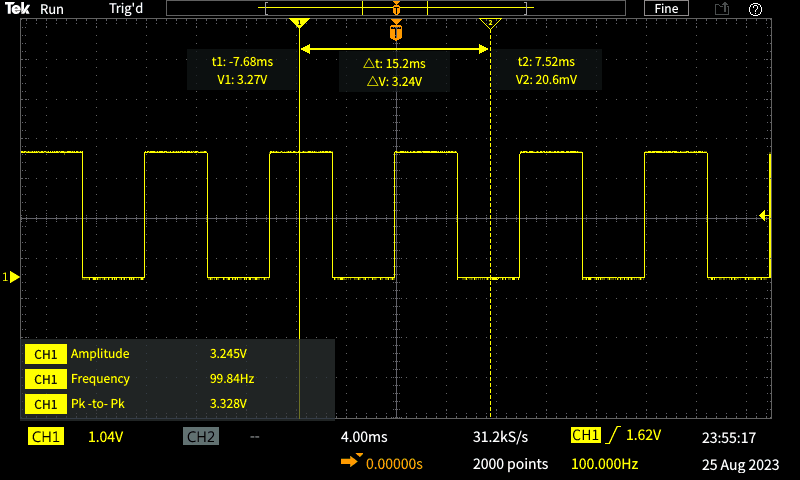 Tek Run Trig'd Fine
1 2
T
t1: -7.68ms △t: 15.2ms t2: 7.52ms
V1: 3.27V △V: 3.24V V2: 20.6mV
1
CH1 Amplitude 3.245V
CH1 Frequency 99.84Hz
CH1 Pk -to- Pk 3.328V
CH1 1.04V CH2 -- 4.00ms 31.2kS/s CH1 1.62V 23:55:17
0.00000s 2000 points 100.000Hz 25 Aug 2023